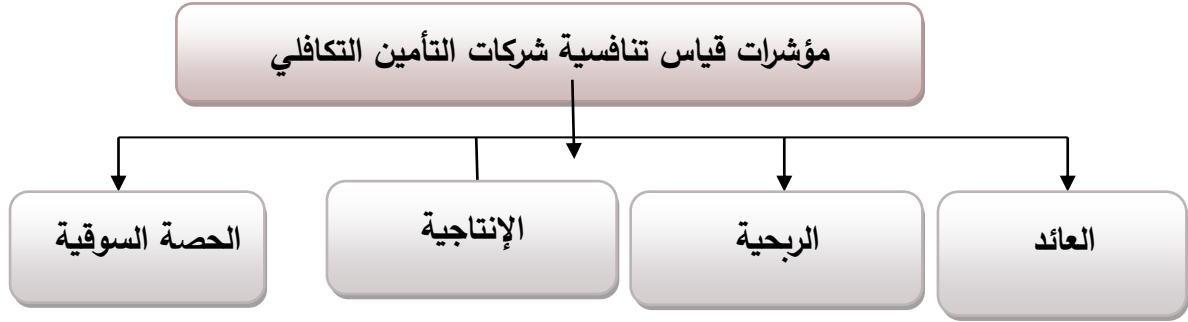 مؤشرات قياس تنافسية شركات التأمين التكافلي
العائد
الربحية
الإنتاجية
الحصة السوقية